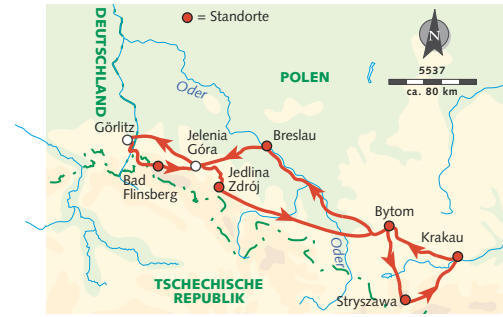 = Standorte
N
5537
ca. 80 km
DEUTSCHLAND
POLEN
Oder
Görlitz
Jelenia
Góra
Breslau
Bad
Flinsberg
Jedlina
Zdrój
Bytom
Krakau
Oder
TSCHECHISCHE
REPUBLIK
Stryszawa